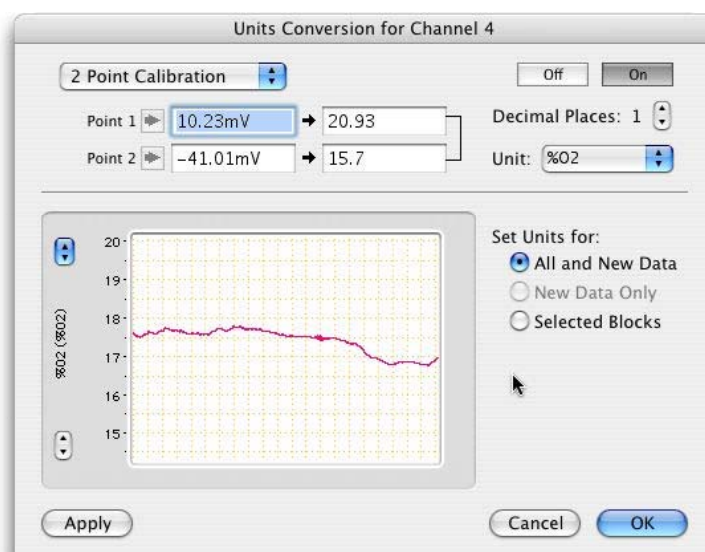 Units Conversion for Channel 4
2 Point Calibration
Off
On
Point 1
10.23mV
20.93
Decimal Places: 1
Point 2
-41.01mV
15.7
Unit:
%O2
20
19
18
17
16
15
%O2 (%O2)
Set Units for:
All and New Data
New Data Only
Selected Blocks
Apply
Cancel
OK